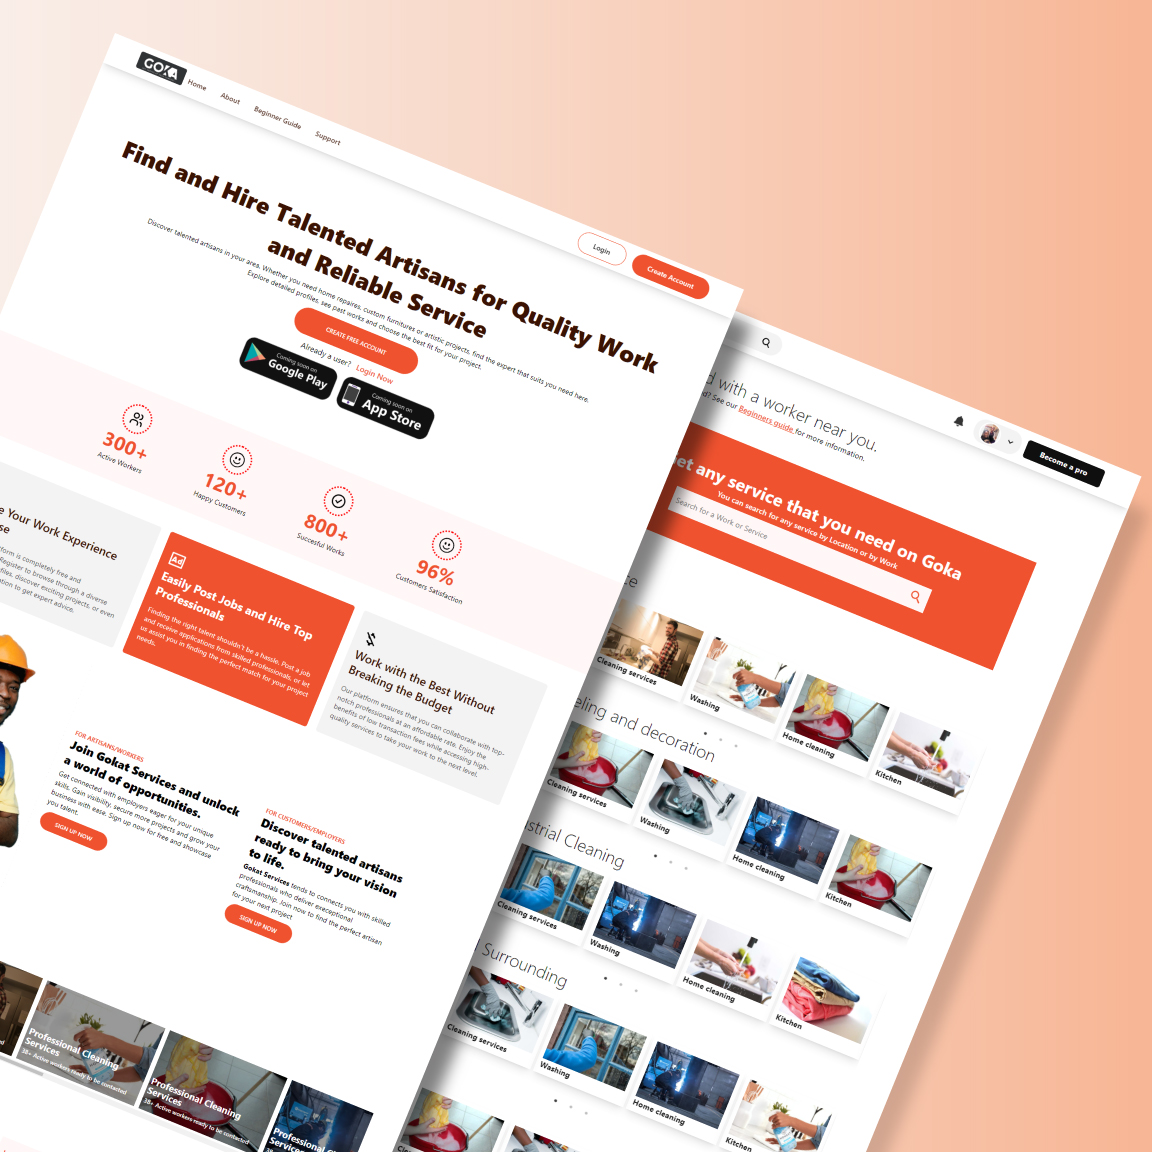 GOKA
Home
About
Beginner Guide
Support
Login
Create Account
Find and Hire Talented Artisans for Quality Work
and Reliable Service
Discover talented artisans in your area. Whether you need home repaires, custom furnitures or artistic projects, find the expert that suits you need here.
Explore detailed profiles, see past works and choose the best fit for your project.
CREATE FREE ACCOUNT
Already a user? Login Now
Coming soon on
Google Play
Coming soon on
App Store
300+
Active Workers
120+
Happy Customers
800+
Succesful Works
96%
Customers Satisfaction
e Your Work Experience
se
tform is completely free and
Register to browse through a diverse
files, discover exciting projects, or even
tion to get expert advice.
Ad
Easily Post Jobs and Hire Top
Professionals
Finding the right talent shouldn't be a hassle. Post a job
and receive applications from skilled professionals, or let
us assist you in finding the perfect match for your project
needs.
Work with the Best Without
Breaking the Budget
Our platform ensures that you can collaborate with top-
notch professionals at an affordable rate. Enjoy the
benefits of low transaction fees while accessing high-
quality services to take your work to the next level.
FOR ARTISANS/WORKERS
Join Gokat Services and unlock
a world of opportunities.
Get connected with employers eager for your unique
skills. Gain visibility, secure more projects and grow your
business with ease. Sign up now for free and showcase
you talent.
SIGN UP NOW
FOR CUSTOMERS/EMPLOYERS
Discover talented artisans
ready to bring your vision
to life.
Gokat Services tends to connects you with skilled
professionals who deliver execeptional
craftsmanship. Join now to find the perfect artisan
for your next project
SIGN UP NOW
ed
Professional Cleaning
Services
38+ Active workers ready to be contacted
Professional Cleaning
Services
38+ Active workers ready to be contacted
Professional Cl
Services
d with a worker near you.
d? See our Beginners guide for more information.
Become a pro
et any service that you need on Goka
You can search for any service by Location or by Work
Search for a Work or Service
ce
Cleaning services
Washing
Home cleaning
Kitchen
eling and decoration
Cleaning services
Washing
Home cleaning
Kitchen
strial Cleaning
Cleaning services
Washing
Home cleaning
Kitchen
Surrounding
Cleaning services
Washing
Home cleaning
Kitchen